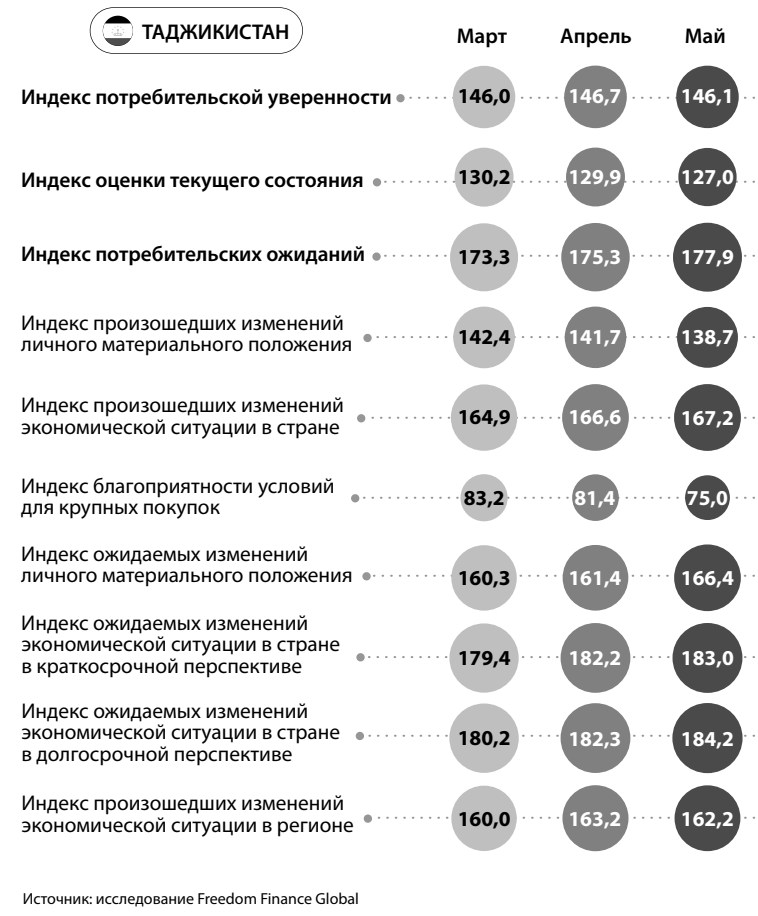 ТАДЖИКИСТАН
Март Апрель Май
Индекс потребительской уверенности 146,0 146,7 146,1
Индекс оценки текущего состояния 130,2 129,9 127,0
Индекс потребительских ожиданий 173,3 175,3 177,9
Индекс произошедших изменений
личного материального положения 142,4 141,7 138,7
Индекс произошедших изменений
экономической ситуации в стране 164,9 166,6 167,2
Индекс благоприятности условий
для крупных покупок 83,2 81,4 75,0
Индекс ожидаемых изменений
личного материального положения 160,3 161,4 166,4
Индекс ожидаемых изменений
экономической ситуации в стране
в краткосрочной перспективе 179,4 182,2 183,0
Индекс ожидаемых изменений
экономической ситуации в стране
в долгосрочной перспективе 180,2 182,3 184,2
Индекс произошедших изменений
экономической ситуации в регионе 160,0 163,2 162,2
Источник: исследование Freedom Finance Global